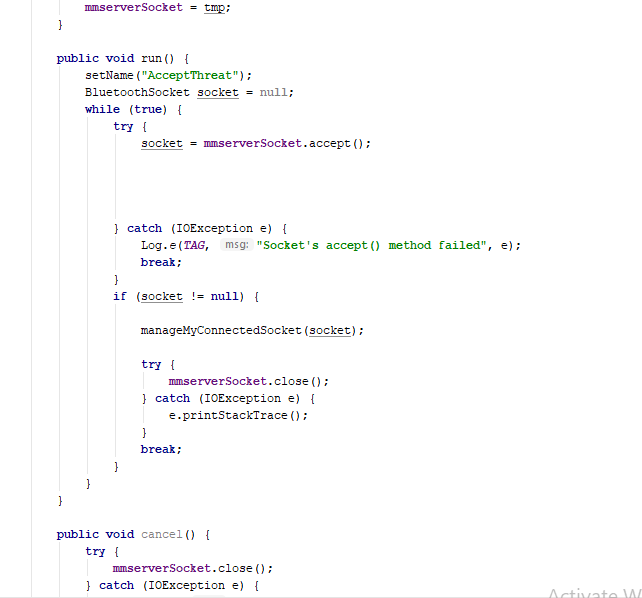 mmserverSocket = tmp;
}
public void run() {
setName("AcceptThreat");
BluetoothSocket socket = null;
while (true) {
try {
socket = mmserverSocket.accept();
} catch (IOException e) {
Log.e(TAG, msg: "Socket's accept() method failed", e);
break;
}
if (socket != null) {
manageMyConnectedSocket(socket);
try {
mmserverSocket.close();
} catch (IOException e) {
e.printStackTrace();
}
break;
}
}
}
public void cancel() {
try {
mmserverSocket.close();
} catch (IOException e) {
Activate W